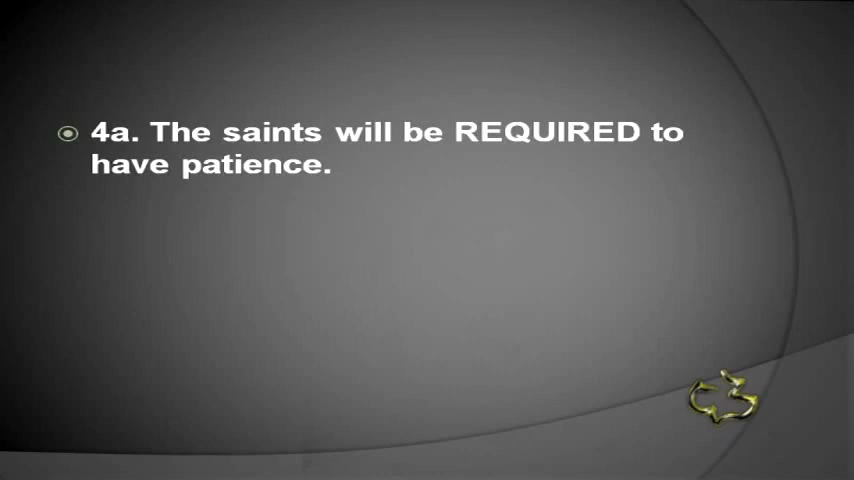 4a. The saints will be REQUIRED to
have patience.